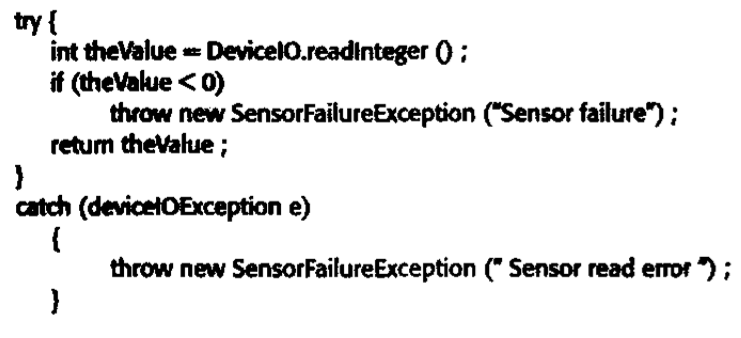 try {
int theValue = DeviceIO.readInteger () ;
if (theValue < 0)
throw new SensorFailureException ("Sensor failure") ;
return theValue ;
}
catch (deviceIOException e)
{
throw new SensorFailureException (" Sensor read error ") ;
}